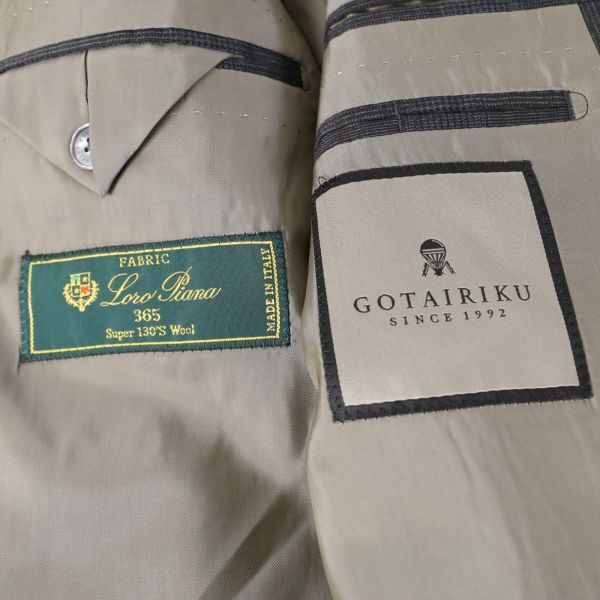 FABRIC
Loro Piana
365
Super 130'S Wool
MADE IN ITALY
GOTAIRIKU
SINCE 1992